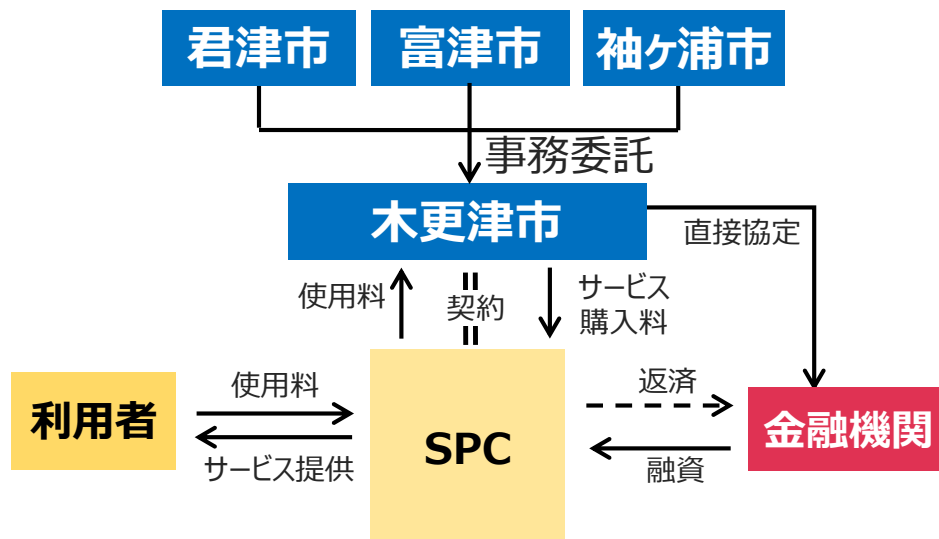 君津市
富津市
袖ヶ浦市
事務委託
木更津市
直接協定
使用料
契約
サービス
購入料
利用者
使用料
サービス提供
SPC
返済
融資
金融機関